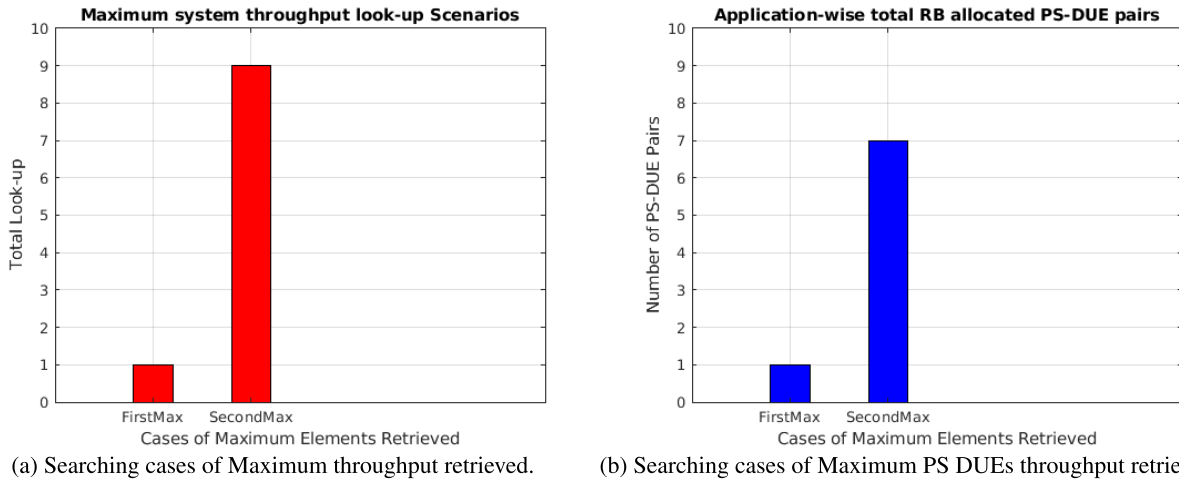 Maximum system throughput look-up Scenarios
10
9
8
7
6
5
4
3
2
1
0
Total Look-up
FirstMax SecondMax
Cases of Maximum Elements Retrieved
(a) Searching cases of Maximum throughput retrieved.
Application-wise total RB allocated PS-DUE pairs
10
9
8
7
6
5
4
3
2
1
0
Number of PS-DUE Pairs
FirstMax SecondMax
Cases of Maximum Elements Retrieved
(b) Searching cases of Maximum PS DUEs throughput retrie